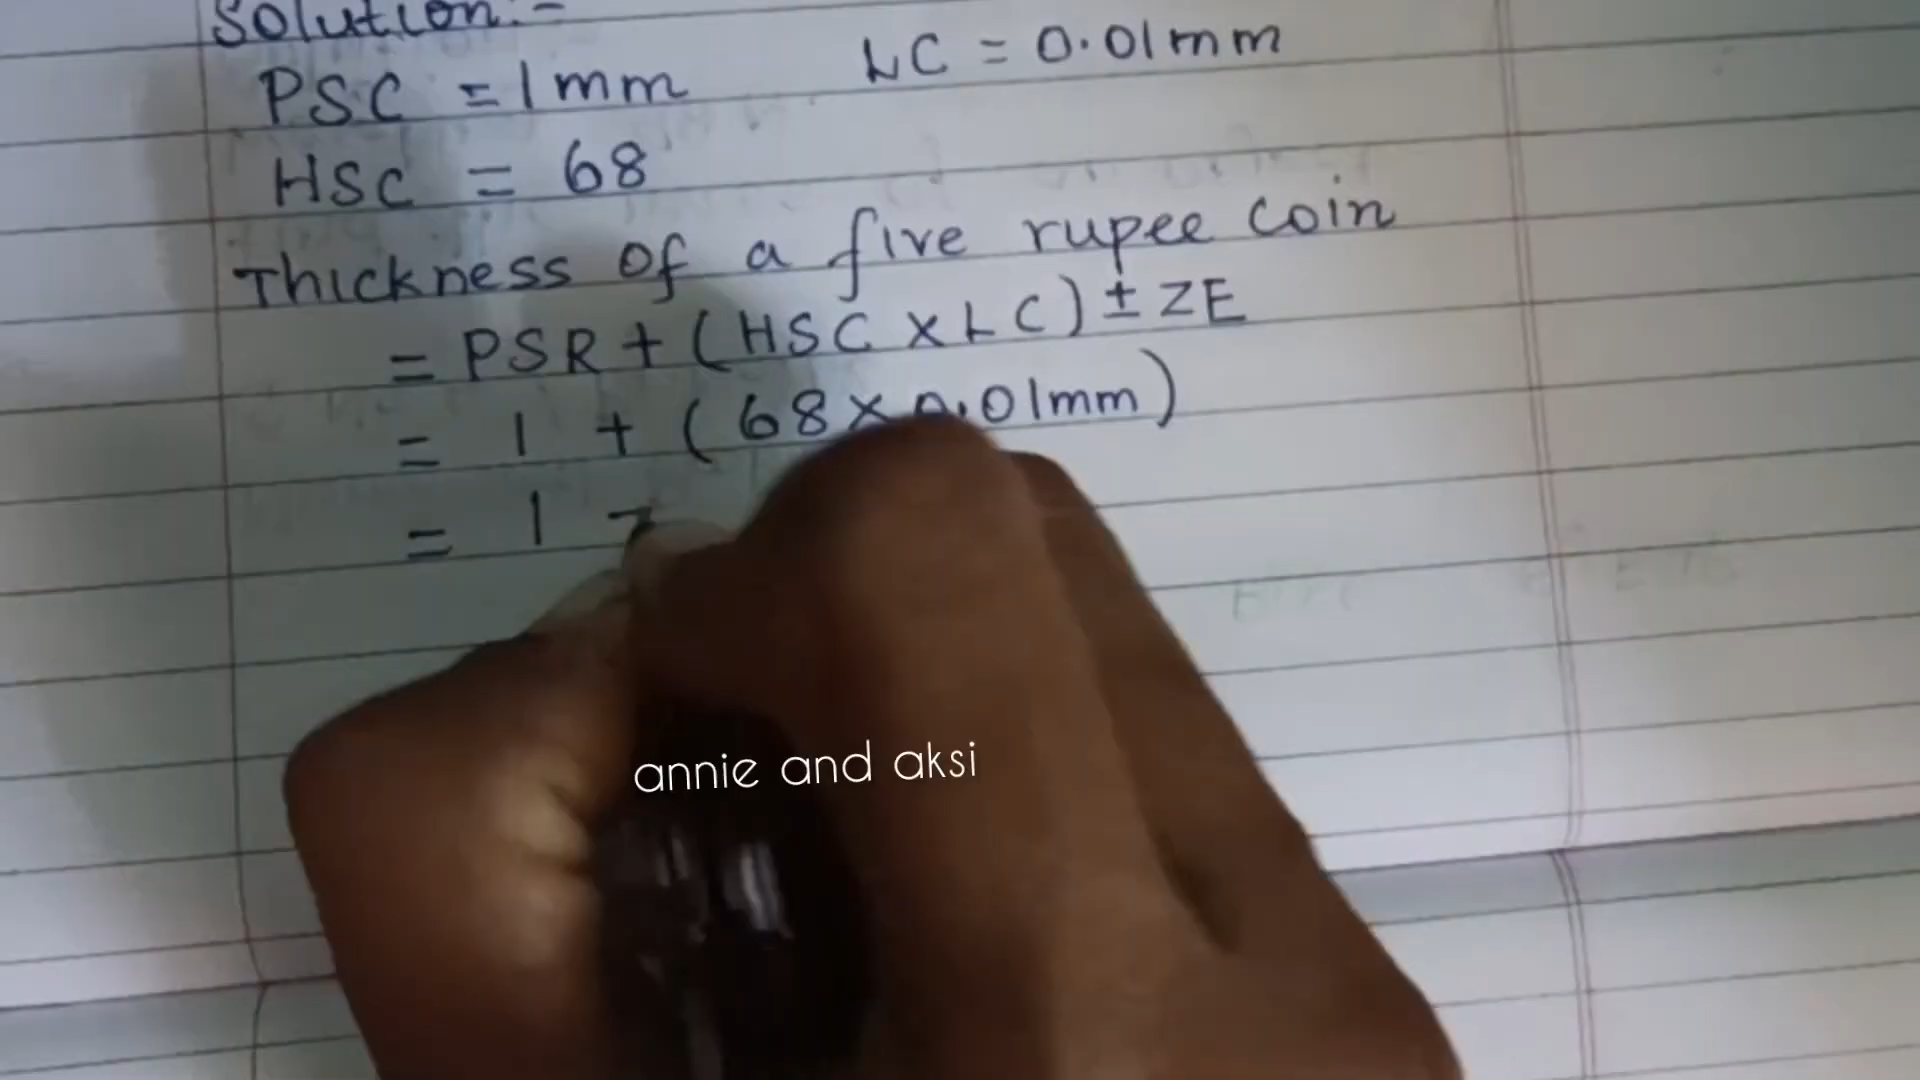 Solution:-
PSC = 1mm LC = 0.01mm
HSC = 68
Thickness of a five rupee coin
= PSR + (HSC × LC) ± ZE
= 1 + (68 × 0.01mm)
= 1
annie and aksi